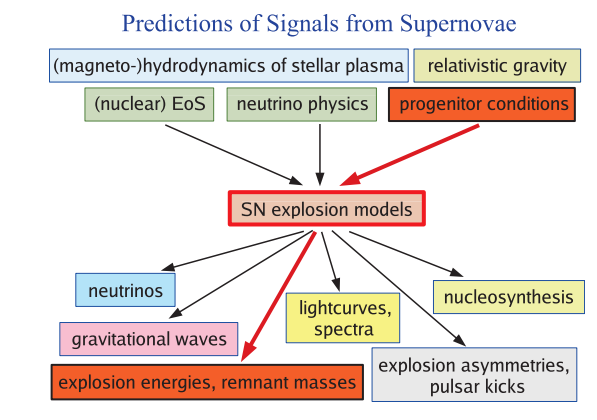 Predictions of Signals from Supernovae
(magneto-)hydrodynamics of stellar plasma
relativistic gravity
(nuclear) EoS
neutrino physics
progenitor conditions
SN explosion models
neutrinos
lightcurves,
spectra
nucleosynthesis
gravitational waves
explosion asymmetries,
pulsar kicks
explosion energies, remnant masses